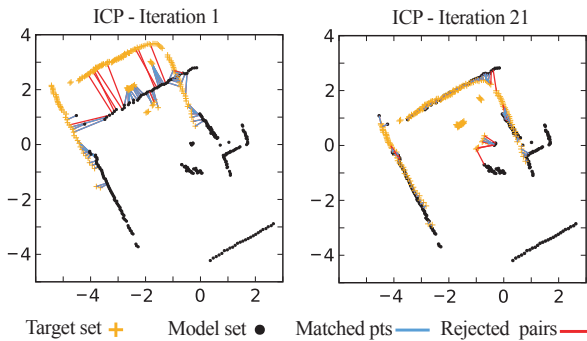 ICP - Iteration 1
ICP - Iteration 21
4
2
0
−2
−4
−4 −2 0 2
4
2
0
−2
−4
−4 −2 0 2
Target set Model set Matched pts Rejected pairs